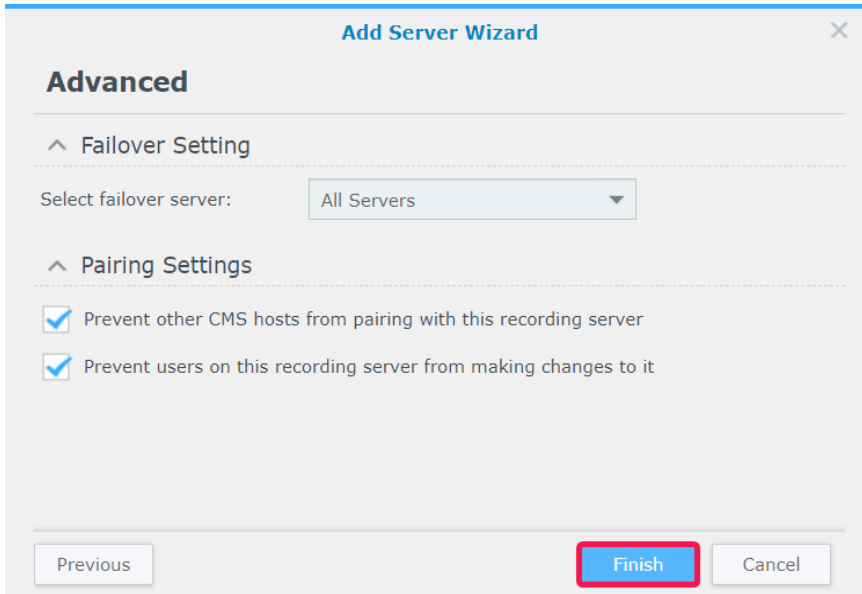 Add Server Wizard
Advanced
Failover Setting
Select failover server: All Servers
Pairing Settings
Prevent other CMS hosts from pairing with this recording server
Prevent users on this recording server from making changes to it
Previous Finish Cancel